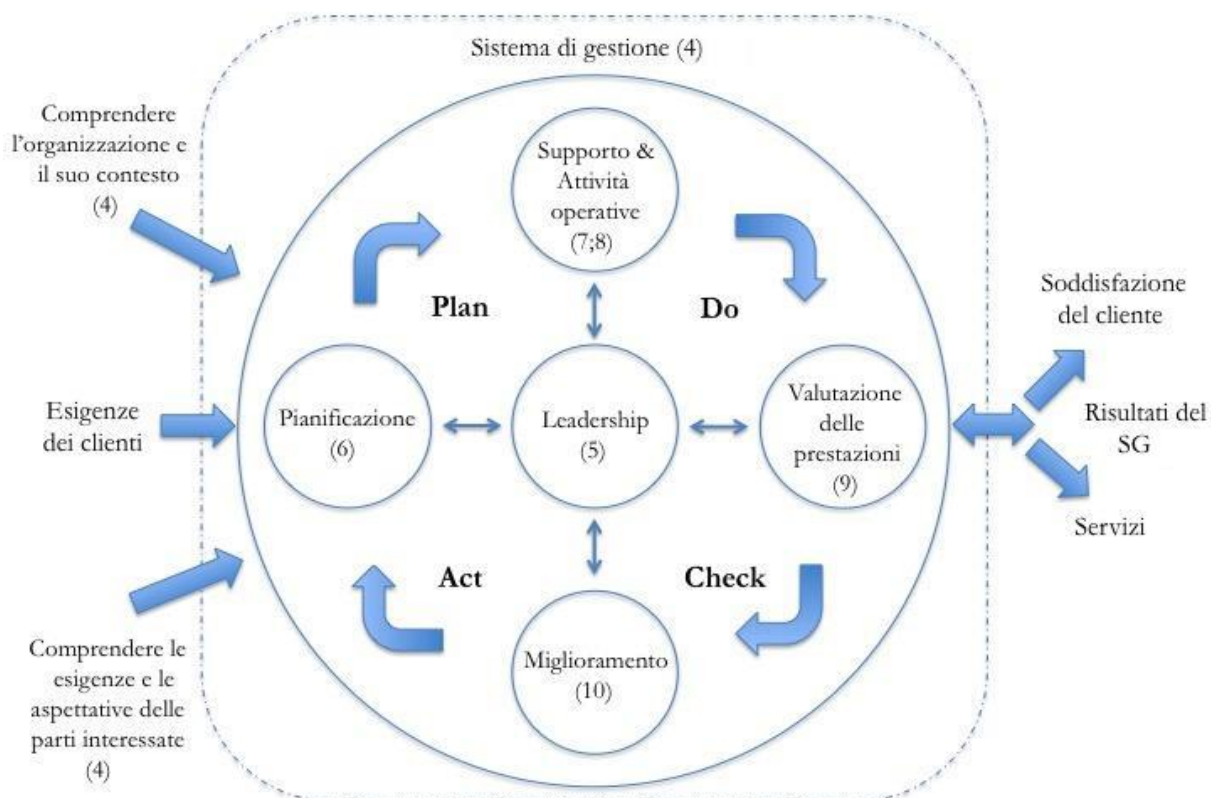 Sistema di gestione (4)
Comprendere
l'organizzazione e
il suo contesto
(4)
Supporto &
Attività
operative
(7;8)
Plan
Do
Soddisfazione
del cliente
Esigenze
dei clienti
Pianificazione
(6)
Leadership
(5)
Valutazione
delle
prestazioni
(9)
Risultati del
SG
Servizi
Act
Check
Comprendere le
esigenze e le
aspettative delle
parti interessate
(4)
Miglioramento
(10)